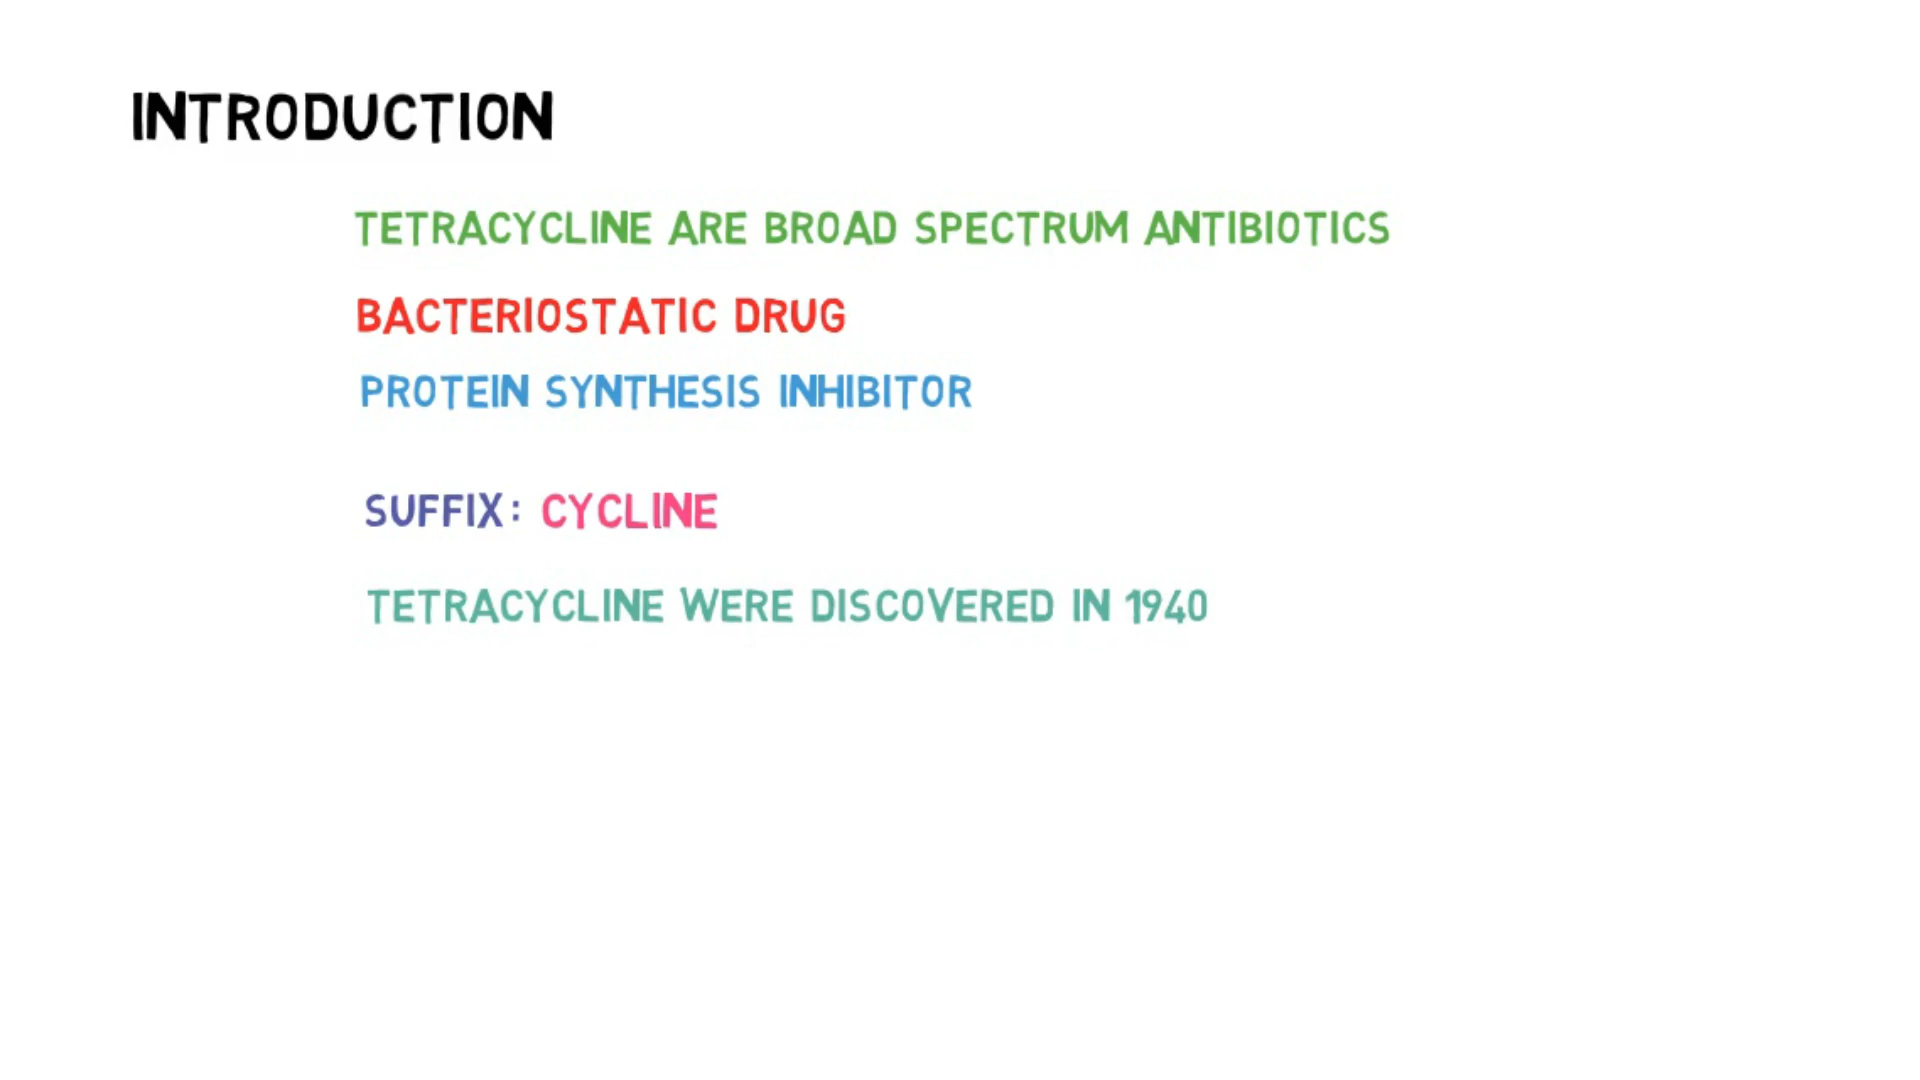 INTRODUCTION
TETRACYCLINE ARE BROAD SPECTRUM ANTIBIOTICS
BACTERIOSTATIC DRUG
PROTEIN SYNTHESIS INHIBITOR
SUFFIX: CYCLINE
TETRACYCLINE WERE DISCOVERED IN 1940